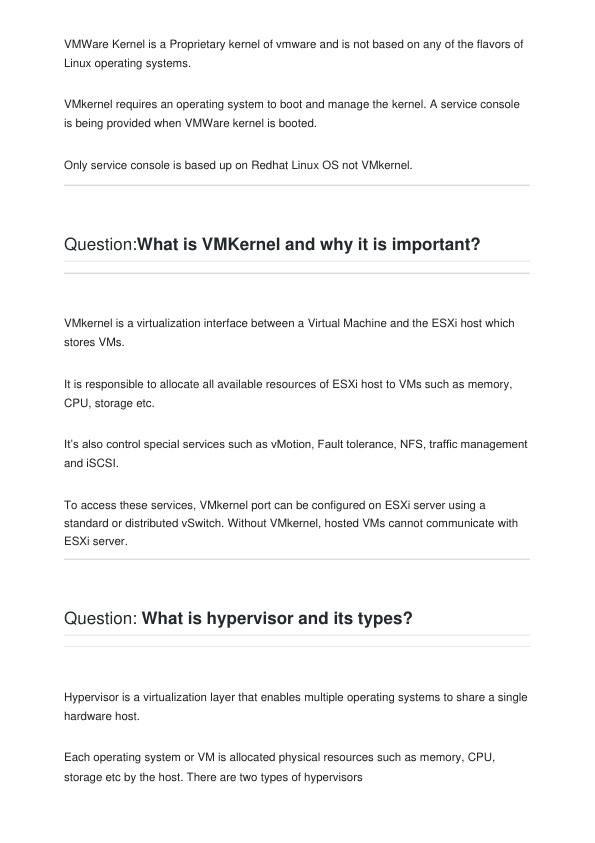 VMWare Kernel is a Proprietary kernel of vmware and is not based on any of the flavors of
Linux operating systems.
VMkernel requires an operating system to boot and manage the kernel. A service console
is being provided when VMWare kernel is booted.
Only service console is based up on Redhat Linux OS not VMkernel.
Question:What is VMKernel and why it is important?
VMkernel is a virtualization interface between a Virtual Machine and the ESXi host which
stores VMs.
It is responsible to allocate all available resources of ESXi host to VMs such as memory,
CPU, storage etc.
It’s also control special services such as vMotion, Fault tolerance, NFS, traffic management
and iSCSI.
To access these services, VMkernel port can be configured on ESXi server using a
standard or distributed vSwitch. Without VMkernel, hosted VMs cannot communicate with
ESXi server.
Question: What is hypervisor and its types?
Hypervisor is a virtualization layer that enables multiple operating systems to share a single
hardware host.
Each operating system or VM is allocated physical resources such as memory, CPU,
storage etc by the host. There are two types of hypervisors